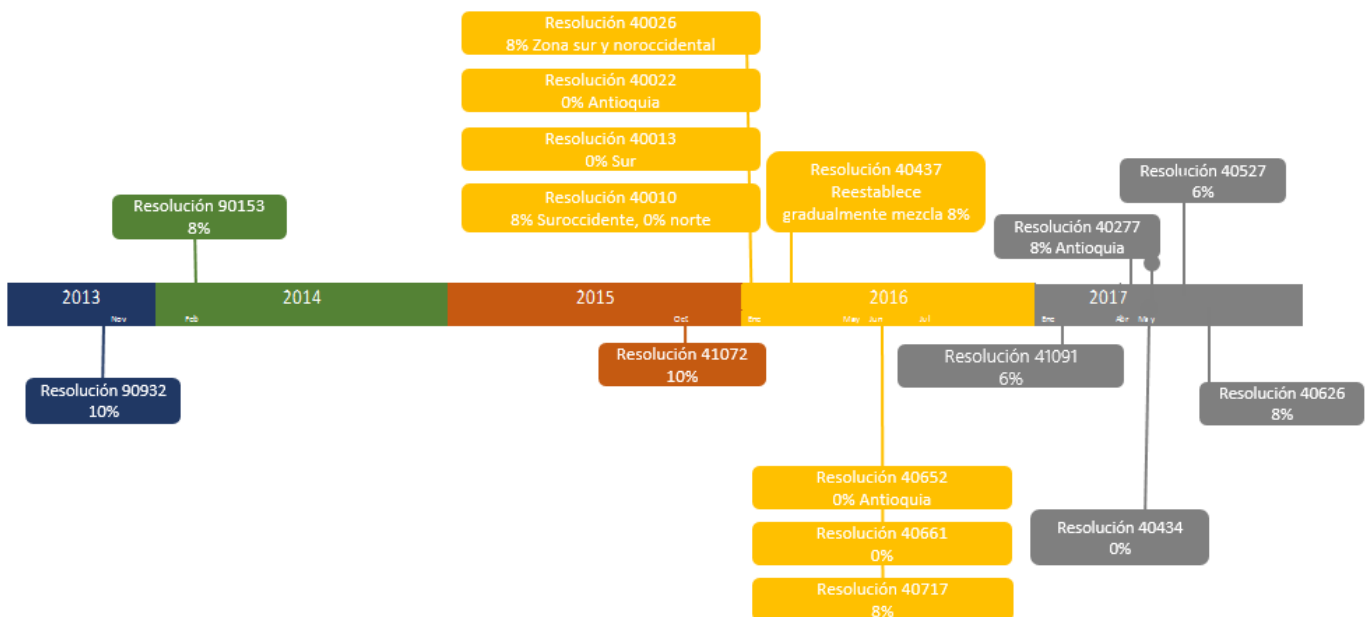 Resolución 40026
8% Zona sur y noroccidental
Resolución 40022
0% Antioquia
Resolución 40013
0% Sur
Resolución 40010
8% Suroccidente, 0% norte
Resolución 40437
Reestablece
gradualmente mezcla 8%
Resolución 40527
6%
Resolución 90153
8%
Resolución 40277
8% Antioquia
2013
2014
2015
2016
2017
Nov
Feb
Oct
Ene
May
Jun
Jul
Ene
Abr
May
Resolución 90932
10%
Resolución 41072
10%
Resolución 41091
6%
Resolución 40626
8%
Resolución 40652
0% Antioquia
Resolución 40661
0%
Resolución 40717
8%
Resolución 40434
0%